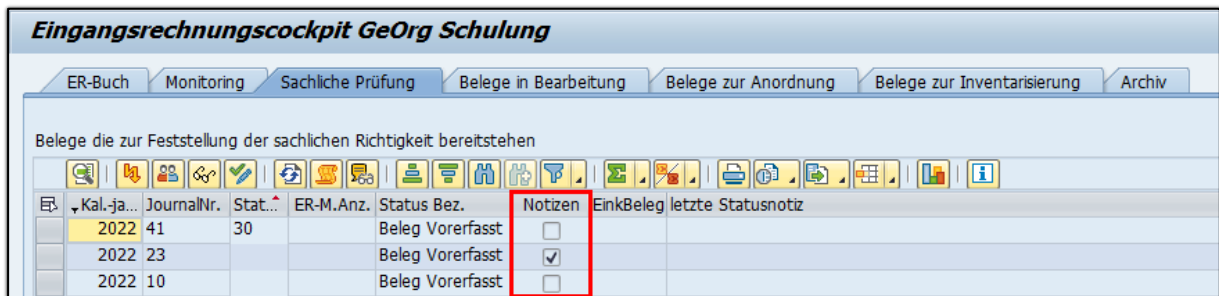 Eingangsrechnungscockpit GeOrg Schulung
ER-Buch Monitoring Sachliche Prüfung Belege in Bearbeitung Belege zur Anordnung Belege zur Inventarisierung Archiv
Belege die zur Feststellung der sachlichen Richtigkeit bereitstehen
Kal.-ja... JournalNr. Stat... ER-M.Anz. Status Bez. Notizen EinkBeleg letzte Statusnotiz
2022 41 30 Beleg Vorerfasst
2022 23 Beleg Vorerfasst
2022 10 Beleg Vorerfasst